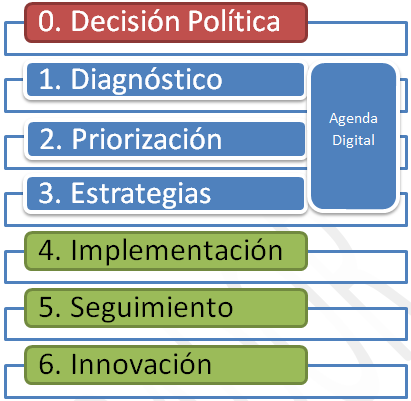 0. Decisión Política
1. Diagnóstico
2. Priorización
3. Estrategias
Agenda
Digital
4. Implementación
5. Seguimiento
6. Innovación